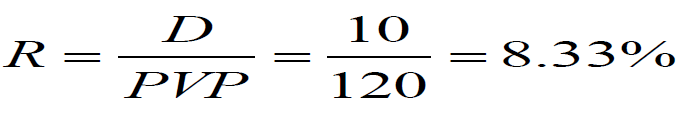 R = D/PVP = 10/120 = 8.33%